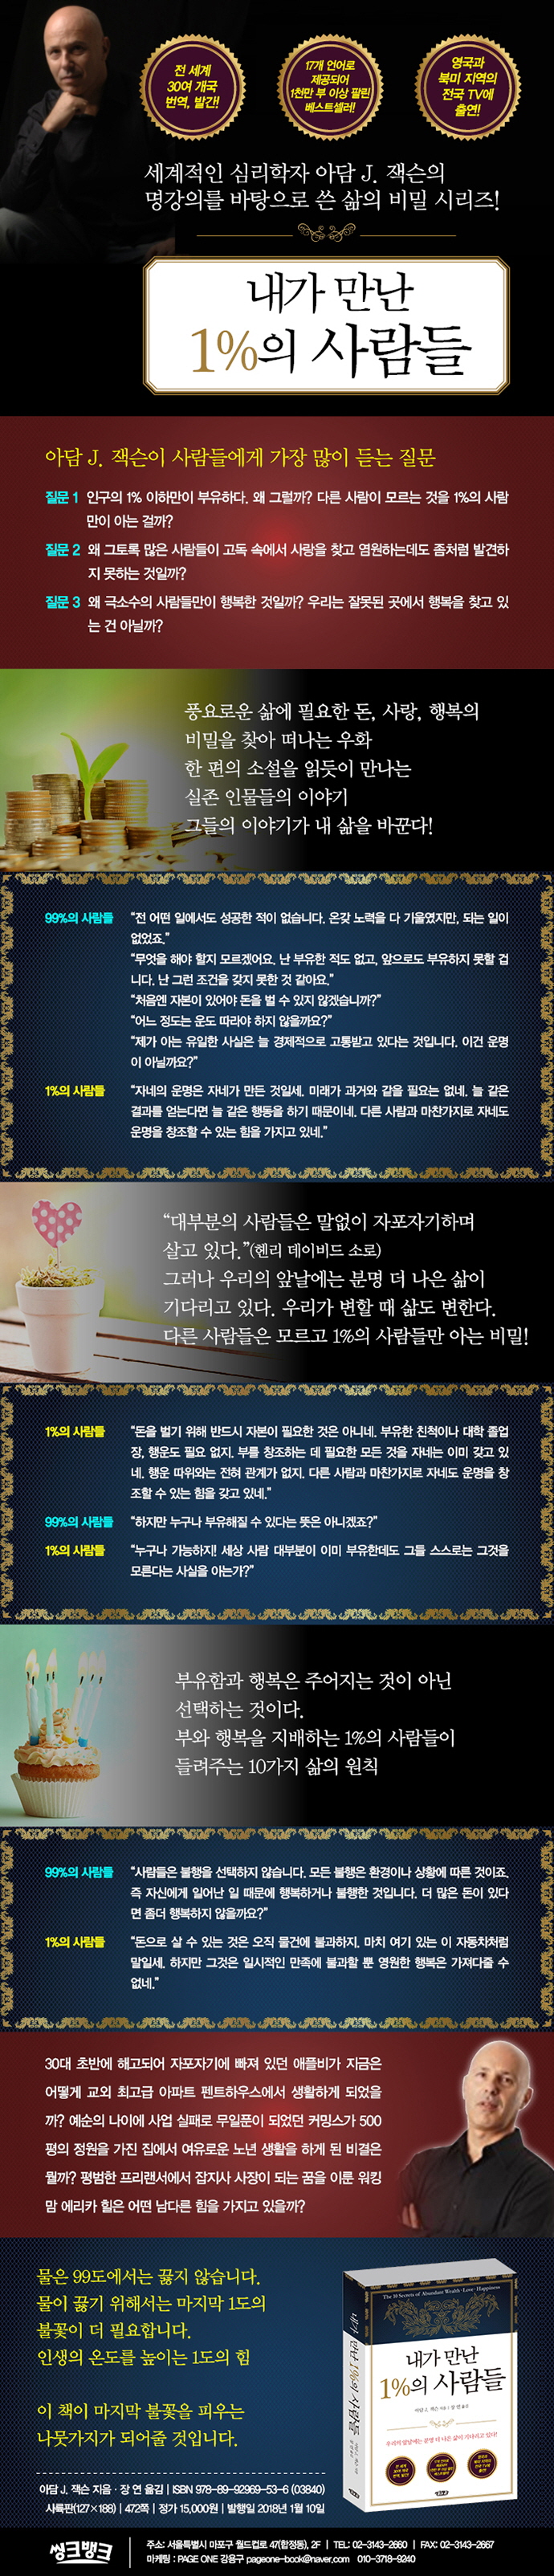 전 세계
30여 개국
번역, 발간!
17개 언어로
제공되어
1천만 부 이상 팔린
베스트셀러!
영국과
북미 지역의
전국 TV에
출연!
세계적인 심리학자 아담 J. 잭슨의
명강의를 바탕으로 쓴 삶의 비밀 시리즈!
내가 만난
1%의 사람들
아담 J. 잭슨이 사람들에게 가장 많이 듣는 질문
질문 1 인구의 1% 이하만이 부유하다. 왜 그럴까? 다른 사람이 모르는 것을 1%의 사람
만이 아는 걸까?
질문 2 왜 그토록 많은 사람들이 고독 속에서 사랑을 찾고 염원하는데도 좀처럼 발견하
지 못하는 것일까?
질문 3 왜 극소수의 사람들만이 행복한 것일까? 우리는 잘못된 곳에서 행복을 찾고 있
는 건 아닐까?
풍요로운 삶에 필요한 돈, 사랑, 행복의
비밀을 찾아 떠나는 우화
한 편의 소설을 읽듯이 만나는
실존 인물들의 이야기
그들의 이야기가 내 삶을 바꾼다!
99%의 사람들 “전 어떤 일에서도 성공한 적이 없습니다. 온갖 노력을 다 기울였지만, 되는 일이
없었죠.”
“무엇을 해야 할지 모르겠어요. 난 부유한 적도 없고, 앞으로도 부유하지 못할 겁
니다. 난 그런 조건을 갖지 못한 것 같아요.”
“처음엔 자본이 있어야 돈을 벌 수 있지 않겠습니까?”
“어느 정도는 운도 따라야 하지 않을까요?”
“제가 아는 유일한 사실은 늘 경제적으로 고통받고 있다는 것입니다. 이건 운명
이 아닐까요?”
1%의 사람들 “자네의 운명은 자네가 만든 것일세. 미래가 과거와 같을 필요는 없네. 늘 같은
결과를 얻는다면 늘 같은 행동을 하기 때문이네. 다른 사람과 마찬가지로 자네도
운명을 창조할 수 있는 힘을 가지고 있네.”
“대부분의 사람들은 말없이 자포자기하며
살고 있다.”(헨리 데이비드 소로)
그러나 우리의 앞날에는 분명 더 나은 삶이
기다리고 있다. 우리가 변할 때 삶도 변한다.
다른 사람들은 모르고 1%의 사람들만 아는 비밀!
1%의 사람들 “돈을 벌기 위해 반드시 자본이 필요한 것은 아니네. 부유한 친척이나 대학 졸업
장, 행운도 필요 없지. 부를 창조하는 데 필요한 모든 것을 자네는 이미 갖고 있
네. 행운 따위와는 전혀 관계가 없지. 다른 사람과 마찬가지로 자네도 운명을 창
조할 수 있는 힘을 갖고 있네.”
99%의 사람들 “하지만 누구나 부유해질 수 있다는 뜻은 아니겠죠?”
1%의 사람들 “누구나 가능하지! 세상 사람 대부분이 이미 부유한데도 그들 스스로는 그것을
모른다는 사실을 아는가?”
부유함과 행복은 주어지는 것이 아닌
선택하는 것이다.
부와 행복을 지배하는 1%의 사람들이
들려주는 10가지 삶의 원칙
99%의 사람들 “사람들은 불행을 선택하지 않습니다. 모든 불행은 환경이나 상황에 따른 것이죠.
즉 자신에게 일어난 일 때문에 행복하거나 불행한 것입니다. 더 많은 돈이 있다
면 좀더 행복하지 않을까요?”
1%의 사람들 “돈으로 살 수 있는 것은 오직 물건에 불과하지. 마치 여기 있는 이 자동차처럼
말일세. 하지만 그것은 일시적인 만족에 불과할 뿐 영원한 행복은 가져다줄 수
없네.”
30대 초반에 해고되어 자포자기에 빠져 있던 애플비가 지금은
어떻게 교외 최고급 아파트 펜트하우스에서 생활하게 되었을
까? 예순의 나이에 사업 실패로 무일푼이 되었던 커밍스가 500
평의 정원을 가진 집에서 여유로운 노년 생활을 하게 된 비결은
뭘까? 평범한 프리랜서에서 잡지사 사장이 되는 꿈을 이룬 워킹
맘 에리카 힐은 어떤 남다른 힘을 가지고 있을까?
물은 99도에서는 끓지 않습니다.
물이 끓기 위해서는 마지막 1도의
불꽃이 더 필요합니다.
인생의 온도를 높이는 1도의 힘
이 책이 마지막 불꽃을 피우는
나뭇가지가 되어줄 것입니다.
The 10 Secrets of Abundant Wealth · Love · Happiness
내가 만난
1%의 사람들
아담 J. 잭슨 지음 | 장 연 옮김
우리의 앞날에는 분명 더 나은 삶이 기다리고 있다!
내가 만난 1%의 사람들
아담 J. 잭슨 지음 · 장 연 옮김 | ISBN 978-89-92969-53-6 (03840)
사륙판(127×188) | 472쪽 | 정가 15,000원 | 발행일 2018년 1월 10일
씽크뱅크
주소: 서울특별시 마포구 월드컵로 47(합정동), 2F | TEL: 02-3143-2660 | FAX: 02-3143-2667
마케팅 : PAGE ONE 강용구 pageone-book@naver.com 010-3718-9240